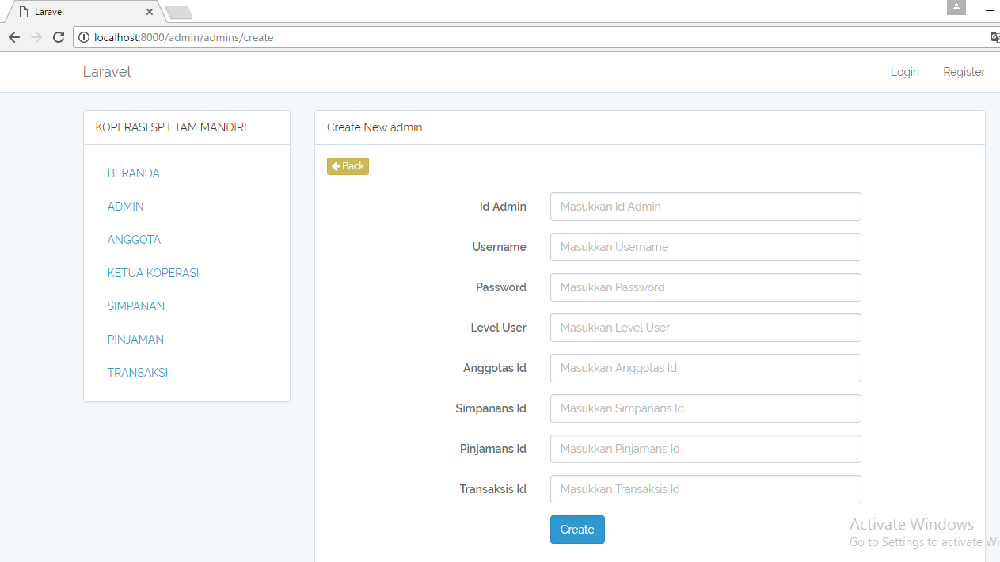 Laravel
localhost:8000/admin/admins/create
Laravel
Login
Register
KOPERASI SP ETAM MANDIRI
BERANDA
ADMIN
ANGGOTA
KETUA KOPERASI
SIMPANAN
PINJAMAN
TRANSAKSI
Create New admin
Back
Id Admin
Masukkan Id Admin
Username
Masukkan Username
Password
Masukkan Password
Level User
Masukkan Level User
Anggotas Id
Masukkan Anggotas Id
Simpanans Id
Masukkan Simpanans Id
Pinjamans Id
Masukkan Pinjamans Id
Transaksis Id
Masukkan Transaksis Id
Create
Activate Windows
Go to Settings to activate Wi